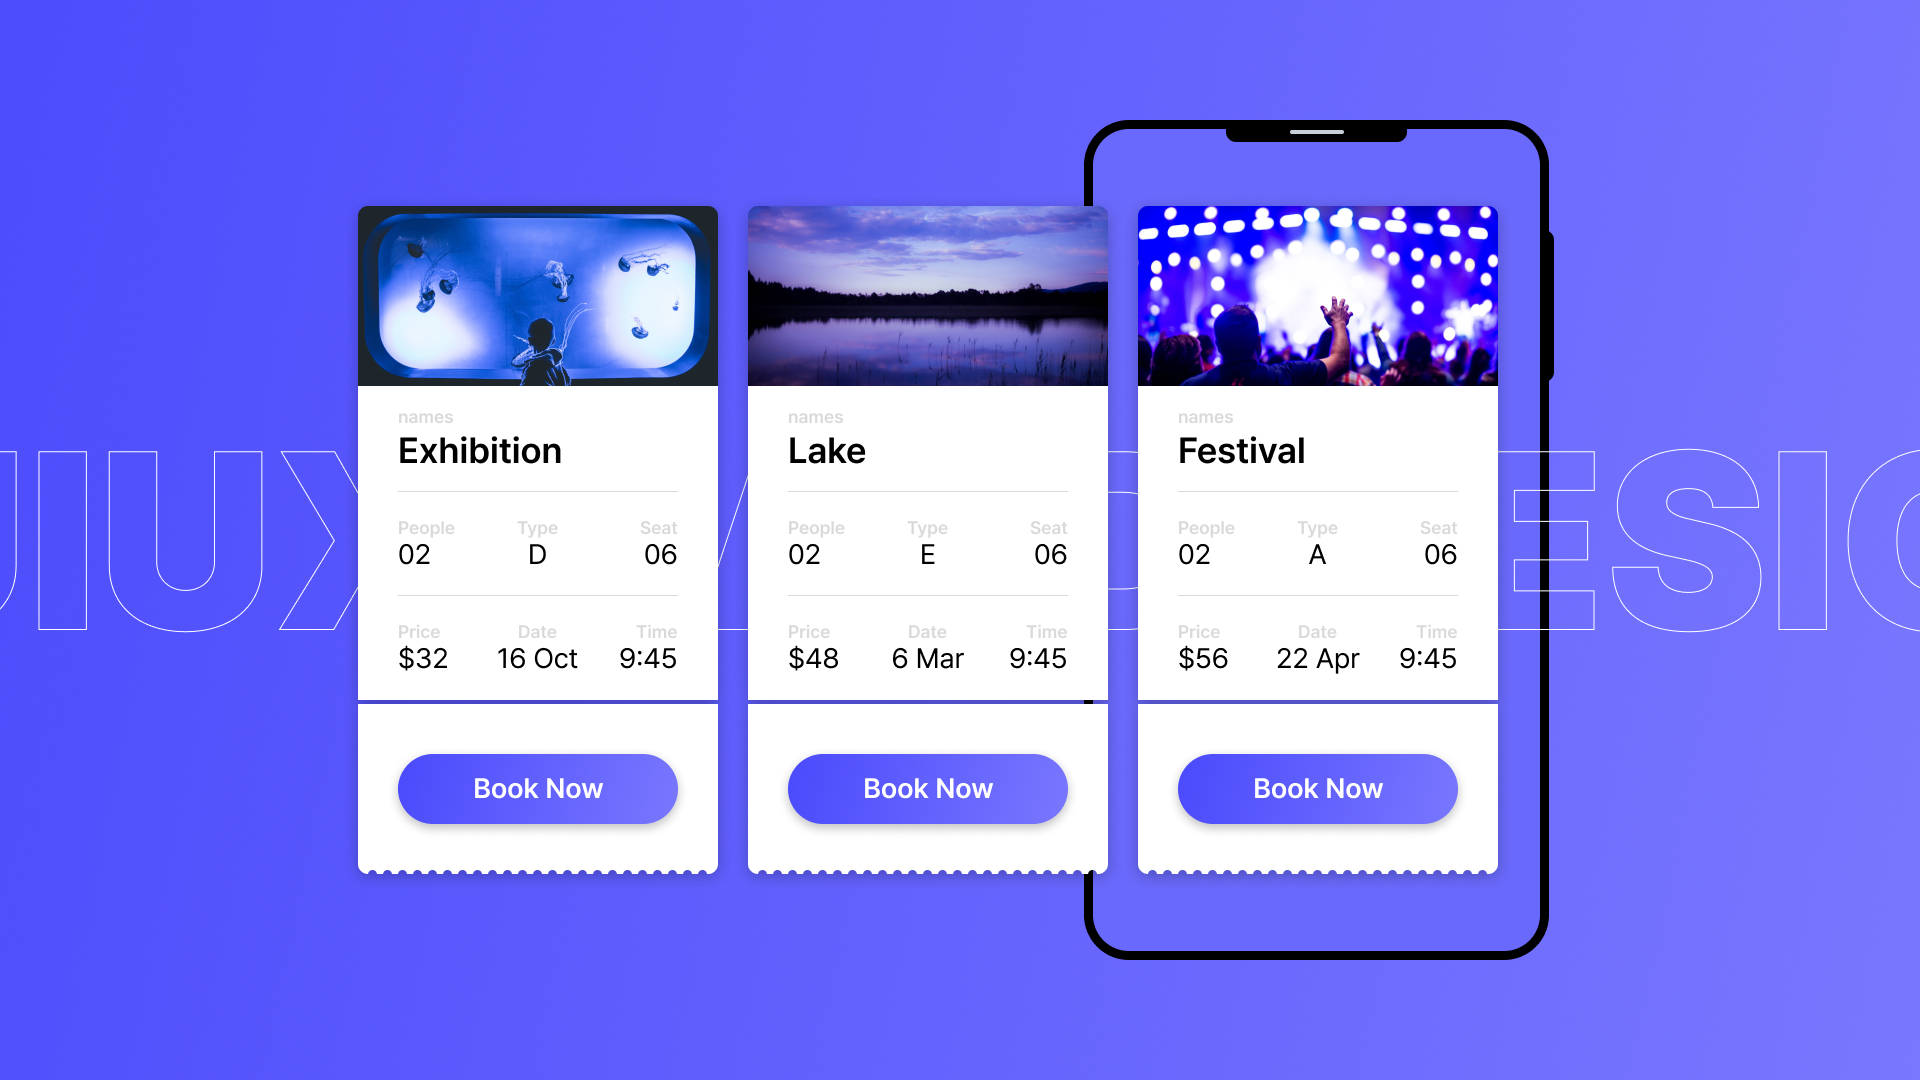 names
Exhibition
People Type Seat
02 D 06
Price Date Time
$32 16 Oct 9:45
Book Now
names
Lake
People Type Seat
02 E 06
Price Date Time
$48 6 Mar 9:45
Book Now
names
Festival
People Type Seat
02 A 06
Price Date Time
$56 22 Apr 9:45
Book Now